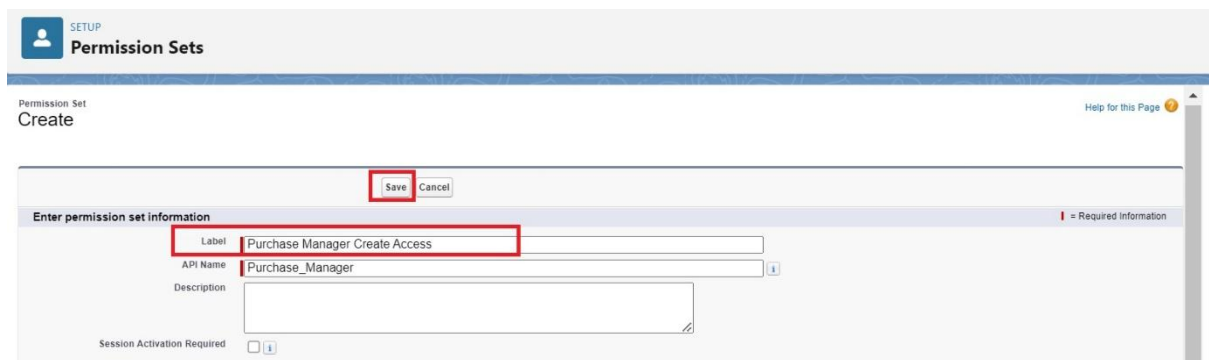 SETUP
Permission Sets
Permission Set
Create
Help for this Page ?
Save Cancel
Enter permission set information
= Required Information
Label Purchase Manager Create Access
API Name Purchase_Manager i
Description
Session Activation Required i